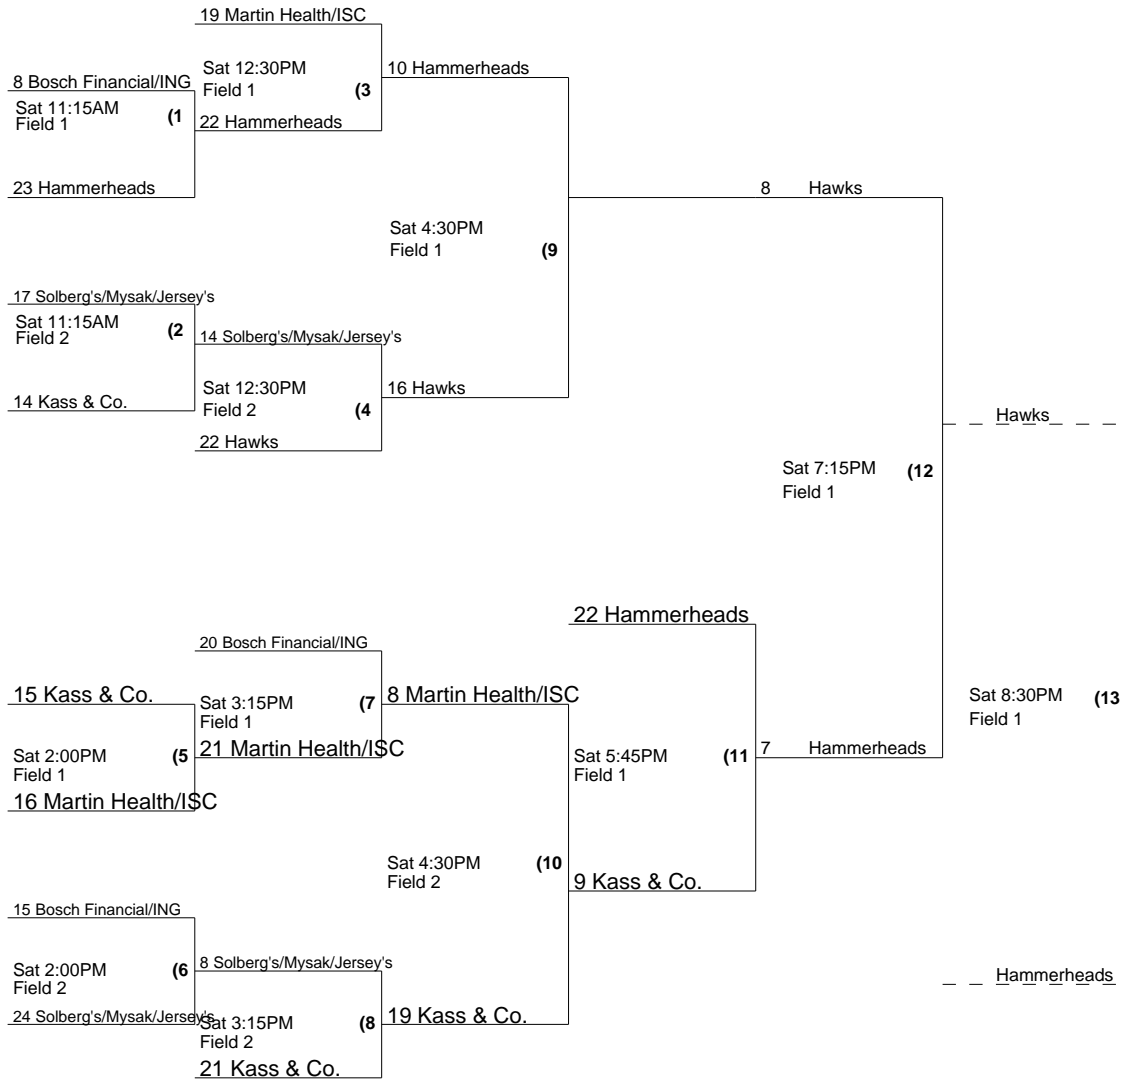 19 Martin Health/ISC
Sat 12:30PM
Field 1
(3
10 Hammerheads
8 Bosch Financial/ING
Sat 11:15AM
Field 1
(1
22 Hammerheads
23 Hammerheads
8 Hawks
Sat 4:30PM
Field 1
(9
17 Solberg's/Mysak/Jersey's
Sat 11:15AM
Field 2
(2
14 Solberg's/Mysak/Jersey's
14 Kass & Co.
Sat 12:30PM
Field 2
(4
16 Hawks
22 Hawks
Hawks
Sat 7:15PM
Field 1
(12
22 Hammerheads
20 Bosch Financial/ING
15 Kass & Co.
Sat 3:15PM
Field 1
(7
8 Martin Health/ISC
Sat 8:30PM
Field 1
(13
Sat 2:00PM
Field 1
(5
21 Martin Health/ISC
16 Martin Health/ISC
Sat 5:45PM
Field 1
(11
7 Hammerheads
Sat 4:30PM
Field 2
(10
9 Kass & Co.
15 Bosch Financial/ING
Sat 2:00PM
Field 2
(6
8 Solberg's/Mysak/Jersey's
Hammerheads
24 Solberg's/Mysak/Jersey's
Sat 3:15PM
Field 2
(8
19 Kass & Co.
21 Kass & Co.